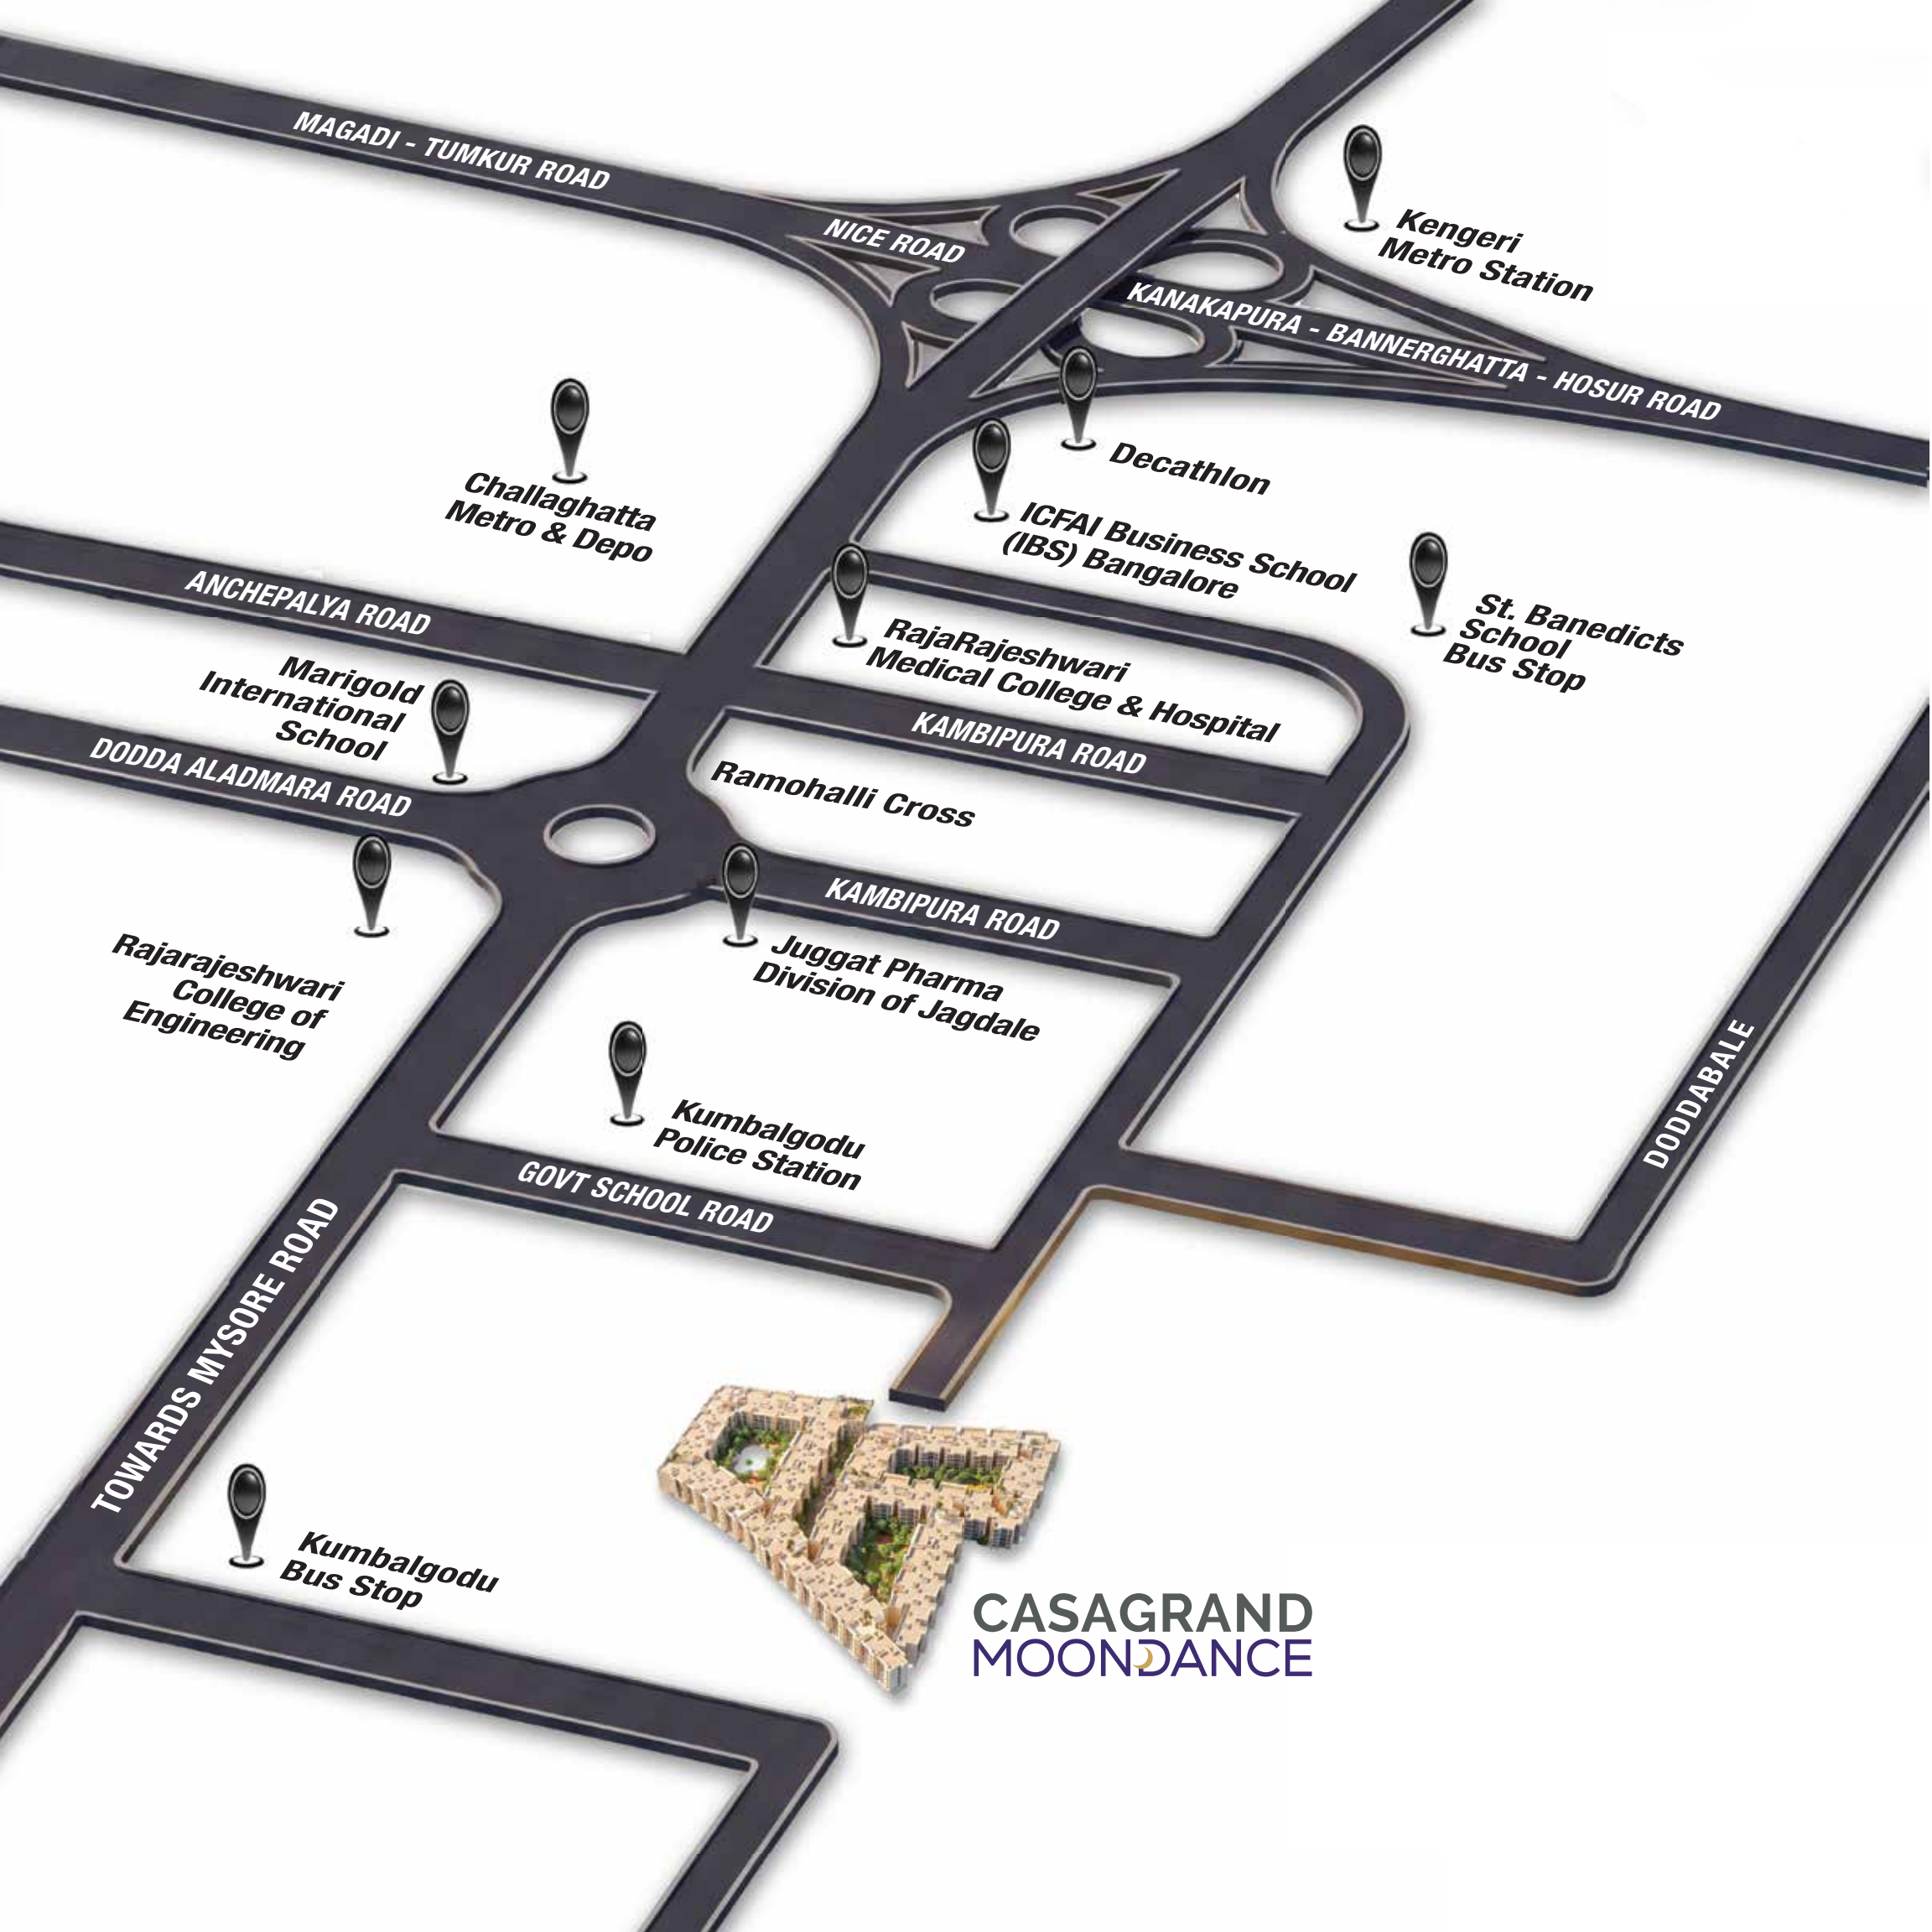 MAGADI - TUMKUR ROAD
NICE ROAD
Kengeri
Metro Station
KANAKAPURA - BANNERGHATTA - HOSUR ROAD
Decathlon
Challaghatta
Metro & Depo
ICFAI Business School
(IBS) Bangalore
ANCHEPALYA ROAD
St. Banedicts
School
Bus Stop
RajaRajeshwari
Medical College & Hospital
Marigold
International
School
KAMBIPURA ROAD
DODDA ALADMARA ROAD
Ramohalli Cross
KAMBIPURA ROAD
Rajarajeshwari
College of
Engineering
Juggat Pharma
Division of Jagdale
Kumbalgodu
Police Station
DODDABALE
GOVT SCHOOL ROAD
TOWARDS MYSORE ROAD
Kumbalgodu
Bus Stop
CASAGRAND
MOONDANCE